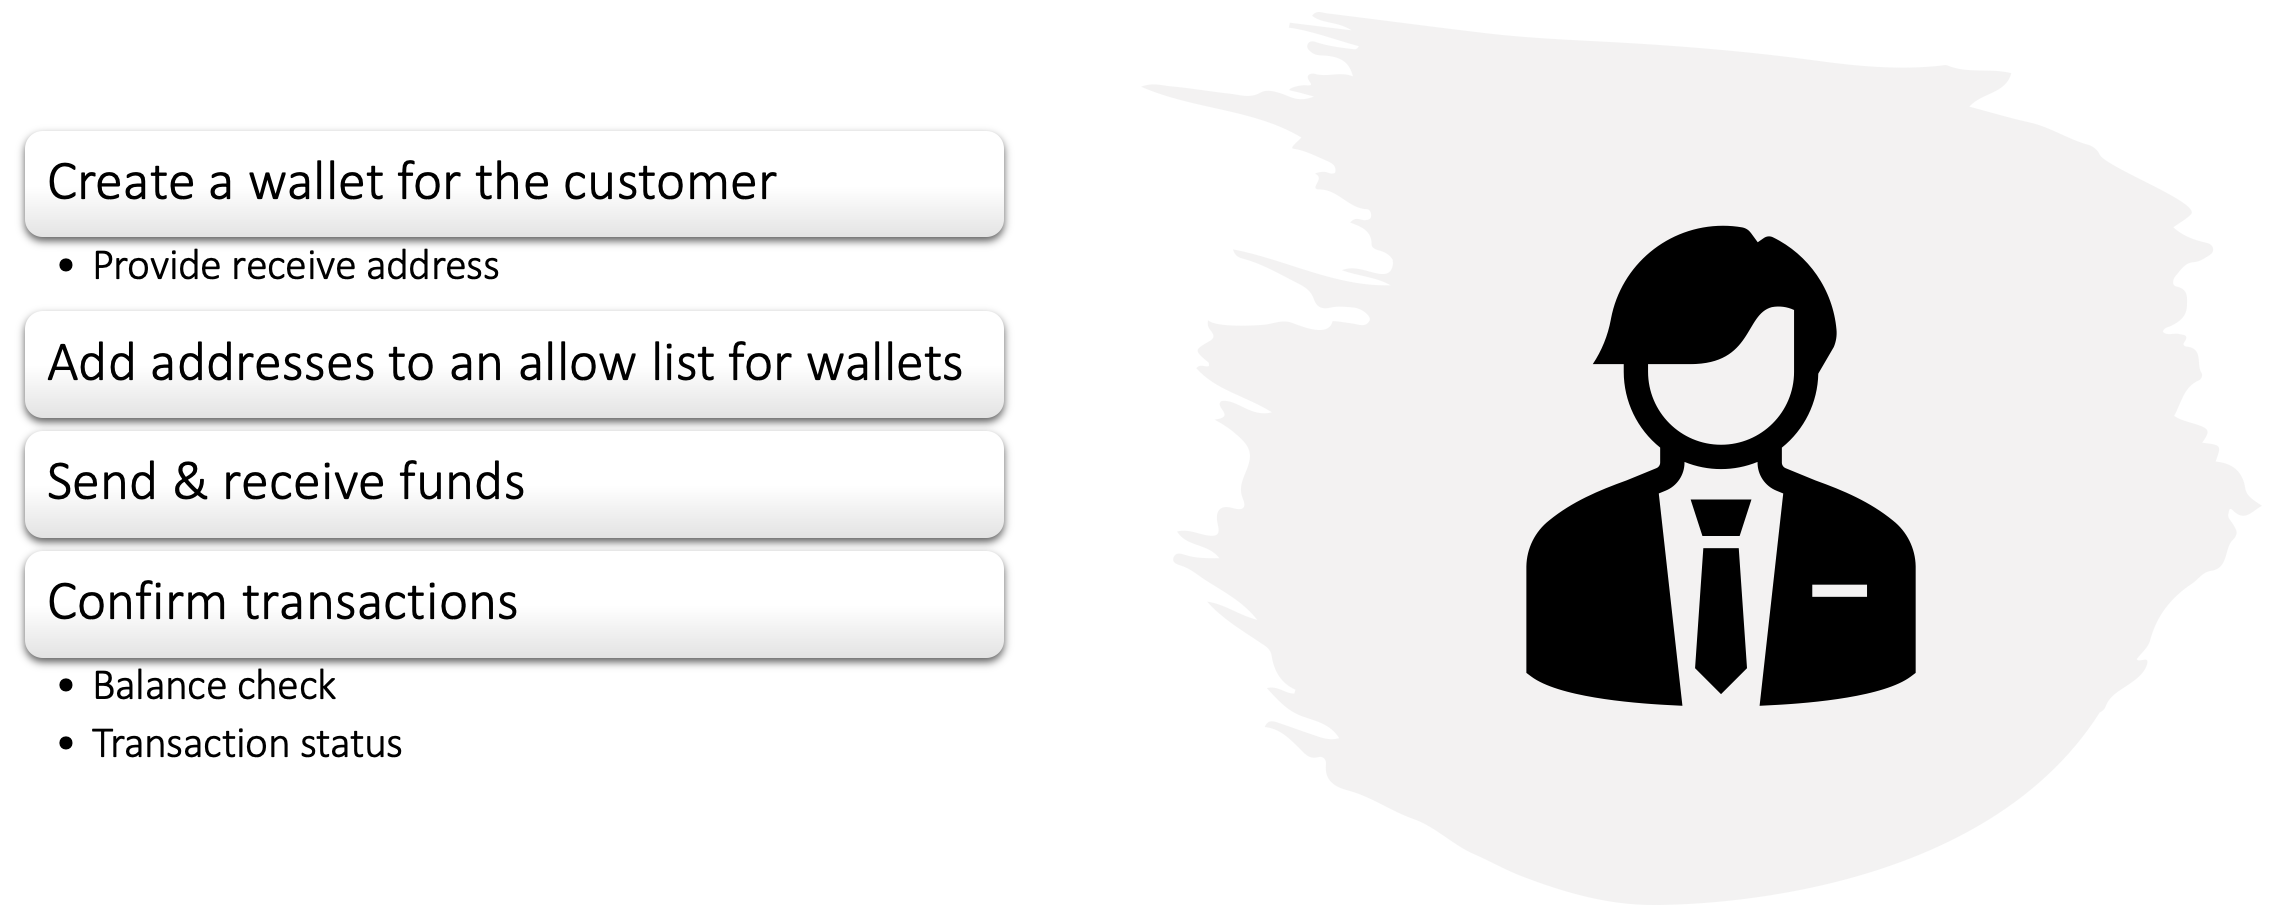 Create a wallet for the customer
• Provide receive address
Add addresses to an allow list for wallets
Send & receive funds
Confirm transactions
• Balance check
• Transaction status